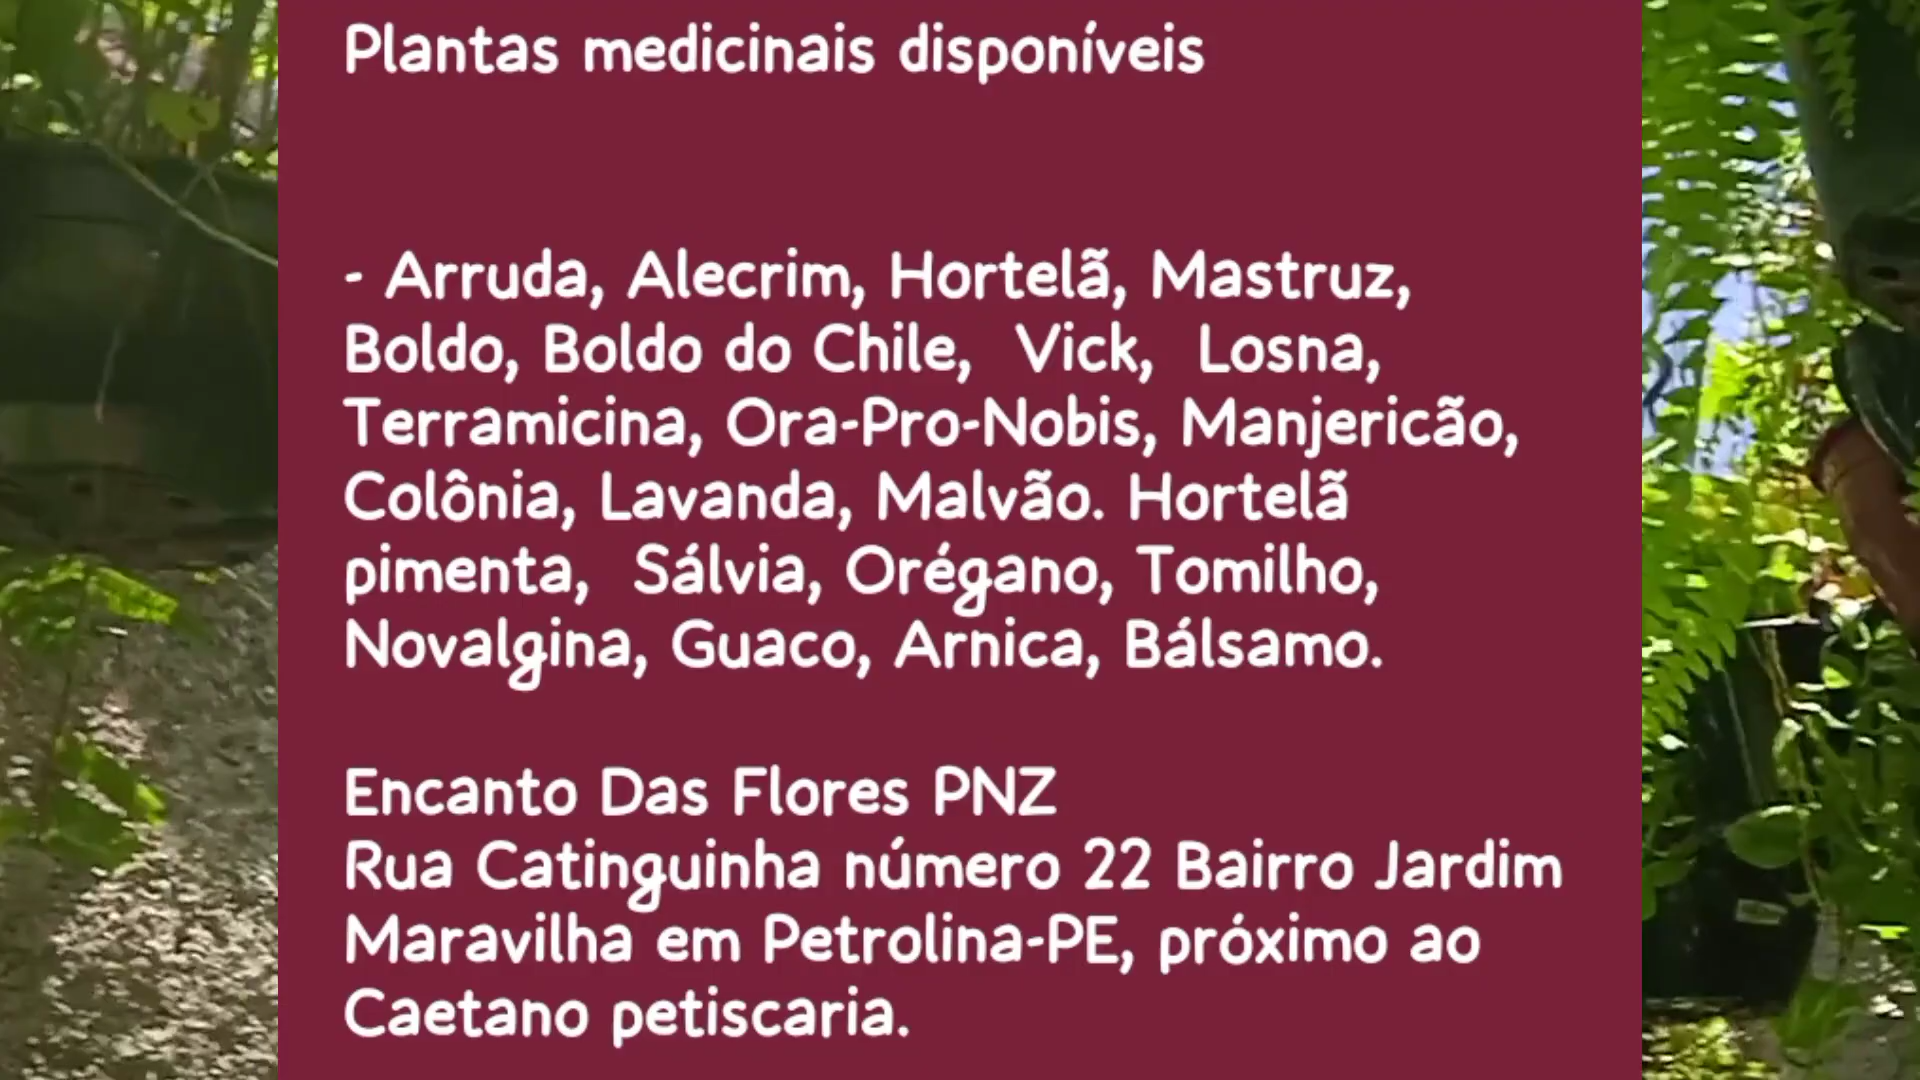 Plantas medicinais disponíveis
- Arruda, Alecrim, Hortelã, Mastruz,
Boldo, Boldo do Chile, Vick, Losna,
Terramicina, Ora-Pro-Nobis, Manjericão,
Colônia, Lavanda, Malvão. Hortelã
pimenta, Sálvia, Orégano, Tomilho,
Novalgina, Guaco, Arnica, Bálsamo.
Encanto Das Flores PNZ
Rua Catinguinha número 22 Bairro Jardim
Maravilha em Petrolina-PE, próximo ao
Caetano petiscaria.